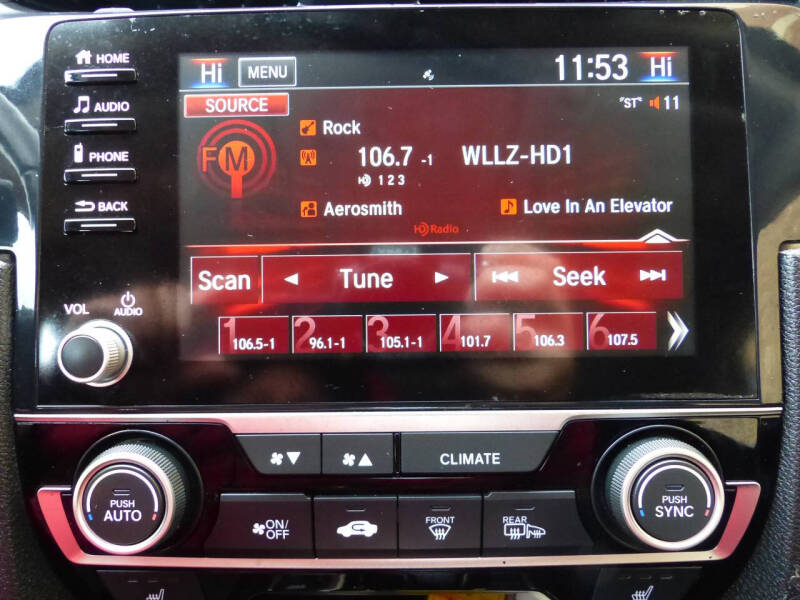 HOME
AUDIO
PHONE
BACK
VOL
AUDIO
Hi MENU 11:53 Hi
SOURCE "ST" 11
FM
Rock
106.7 -1 WLLZ-HD1
HD 1 2 3
Aerosmith Love In An Elevator
HD Radio
Scan Tune Seek
1 106.5-1 2 96.1-1 3 105.1-1 4 101.7 5 106.3 6 107.5
CLIMATE
PUSH AUTO
ON/OFF
FRONT
REAR
PUSH SYNC